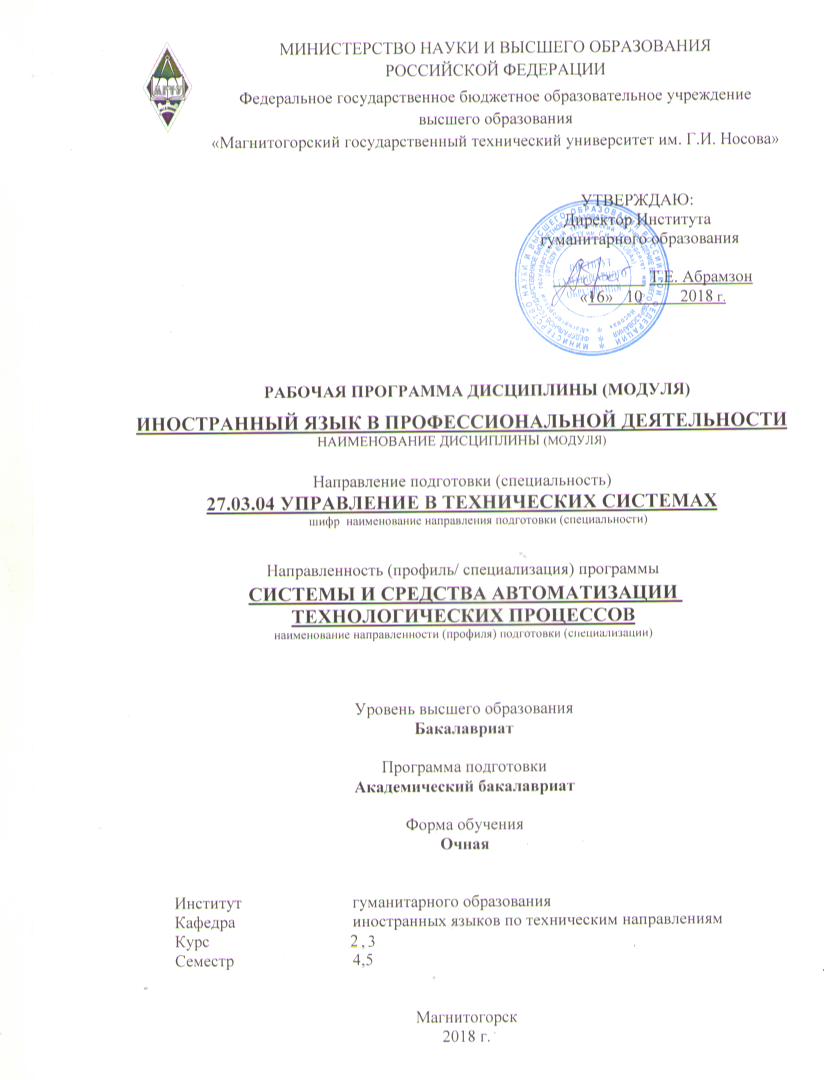 МИНИСТЕРСТВО НАУКИ И ВЫСШЕГО ОБРАЗОВАНИЯ
РОССИЙСКОЙ ФЕДЕРАЦИИ
Федеральное государственное бюджетное образовательное учреждение
высшего образования
«Магнитогорский государственный технический университет им. Г.И. Носова»
УТВЕРЖДАЮ:
Директор Института
гуманитарного образования
Т.Е. Абрамзон
«16» 10 2018 г.
РАБОЧАЯ ПРОГРАММА ДИСЦИПЛИНЫ (МОДУЛЯ)
ИНОСТРАННЫЙ ЯЗЫК В ПРОФЕССИОНАЛЬНОЙ ДЕЯТЕЛЬНОСТИ
НАИМЕНОВАНИЕ ДИСЦИПЛИНЫ (МОДУЛЯ)
Направление подготовки (специальность)
27.03.04 УПРАВЛЕНИЕ В ТЕХНИЧЕСКИХ СИСТЕМАХ
шифр наименование направления подготовки (специальности)
Направленность (профиль/ специализация) программы
СИСТЕМЫ И СРЕДСТВА АВТОМАТИЗАЦИИ
ТЕХНОЛОГИЧЕСКИХ ПРОЦЕССОВ
наименование направленности (профиля) подготовки (специализации)
Уровень высшего образования
Бакалавриат
Программа подготовки
Академический бакалавриат
Форма обучения
Очная
Институт гуманитарного образования
Кафедра иностранных языков по техническим направлениям
Курс 2, 3
Семестр 4,5
Магнитогорск
2018 г.